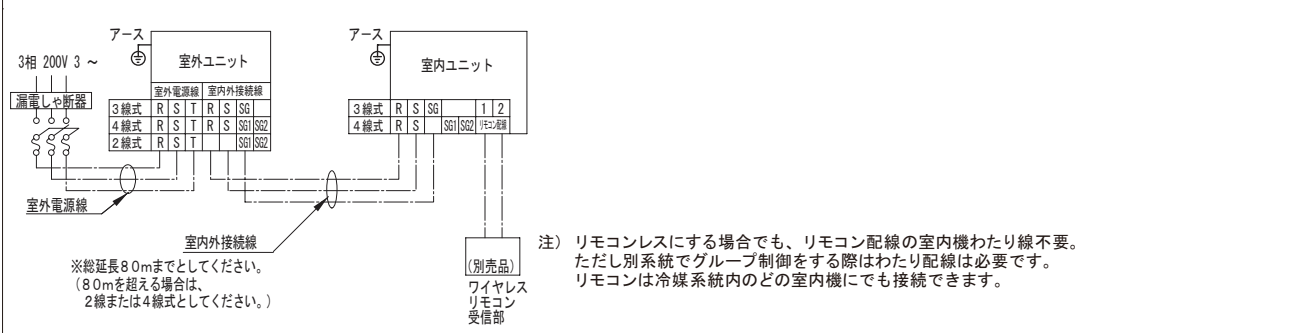 アース
3相 200V 3 ~
室外ユニット
漏電しゃ断器
室外電源線 室内外接続線
3線式 R S T R S SG
4線式 R S T R S SG1 SG2
2線式 R S T SG1 SG2
室外電源線
アース
室内ユニット
3線式 R S SG 1 2
4線式 R S SG1 SG2 リモコン配線
室内外接続線
※総延長80mまでとしてください。
(80mを超える場合は、
2線または4線式としてください。)
(別売品)
ワイヤレス
リモコン
受信部
注) リモコンレスにする場合でも、リモコン配線の室内機わたり線不要。
ただし別系統でグループ制御をする際はわたり配線は必要です。
リモコンは冷媒系統内のどの室内機にでも接続できます。